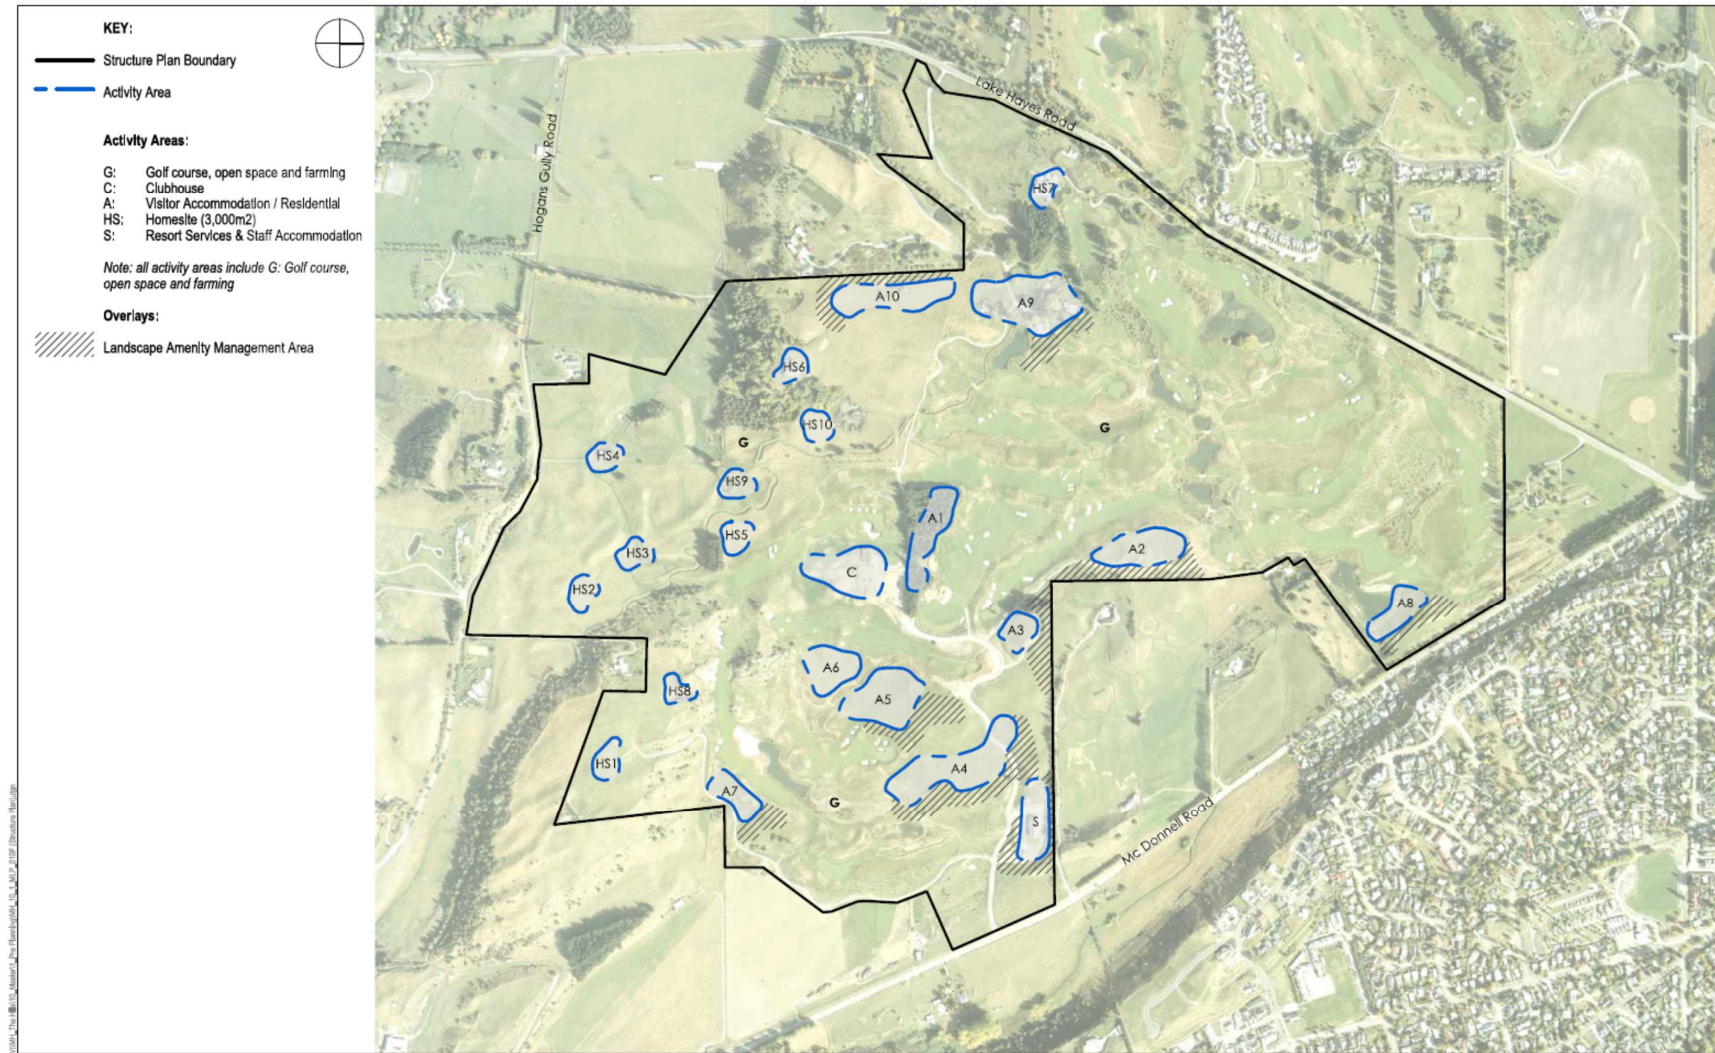 KEY:
Structure Plan Boundary
Activity Area
Activity Areas:
G: Golf course, open space and farming
C: Clubhouse
A: Visitor Accommodation / Residential
HS: Homesite (3,000m2)
S: Resort Services & Staff Accommodation
Note: all activity areas include G: Golf course,
open space and farming
Overlays:
Landscape Amenity Management Area
Lake Hayes Road
Hogans Gully Road
HS7
A10
A9
HS6
HS10
G
G
HS4
HS9
A1
HS5
A2
HS3
C
HS2
A8
A3
A6
HS8
A5
HS1
A4
A7
G
S
Mc Donnell Road